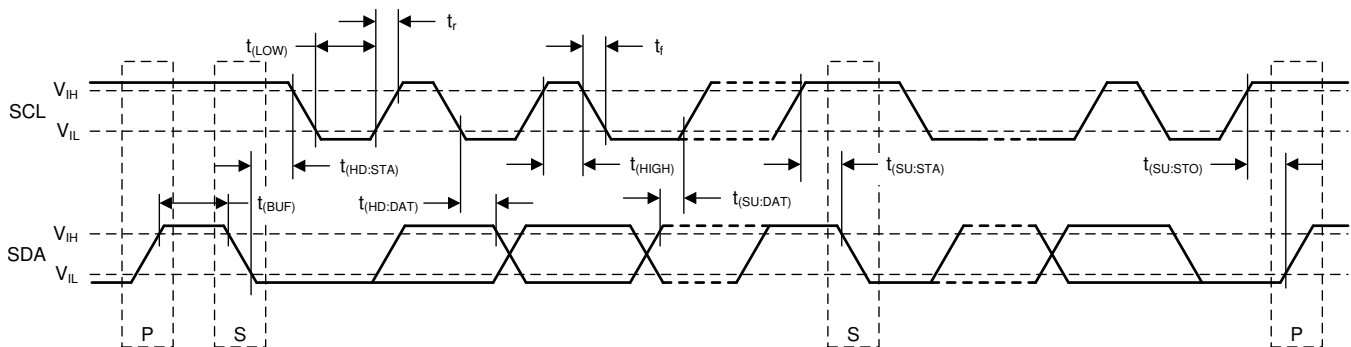 t(LOW)
tr
tf
SCL
VIH
VIL
t(HD:STA)
t(HIGH)
t(SU:STA)
t(SU:STO)
t(BUF)
t(HD:DAT)
t(SU:DAT)
SDA
VIH
VIL
P
S
S
P